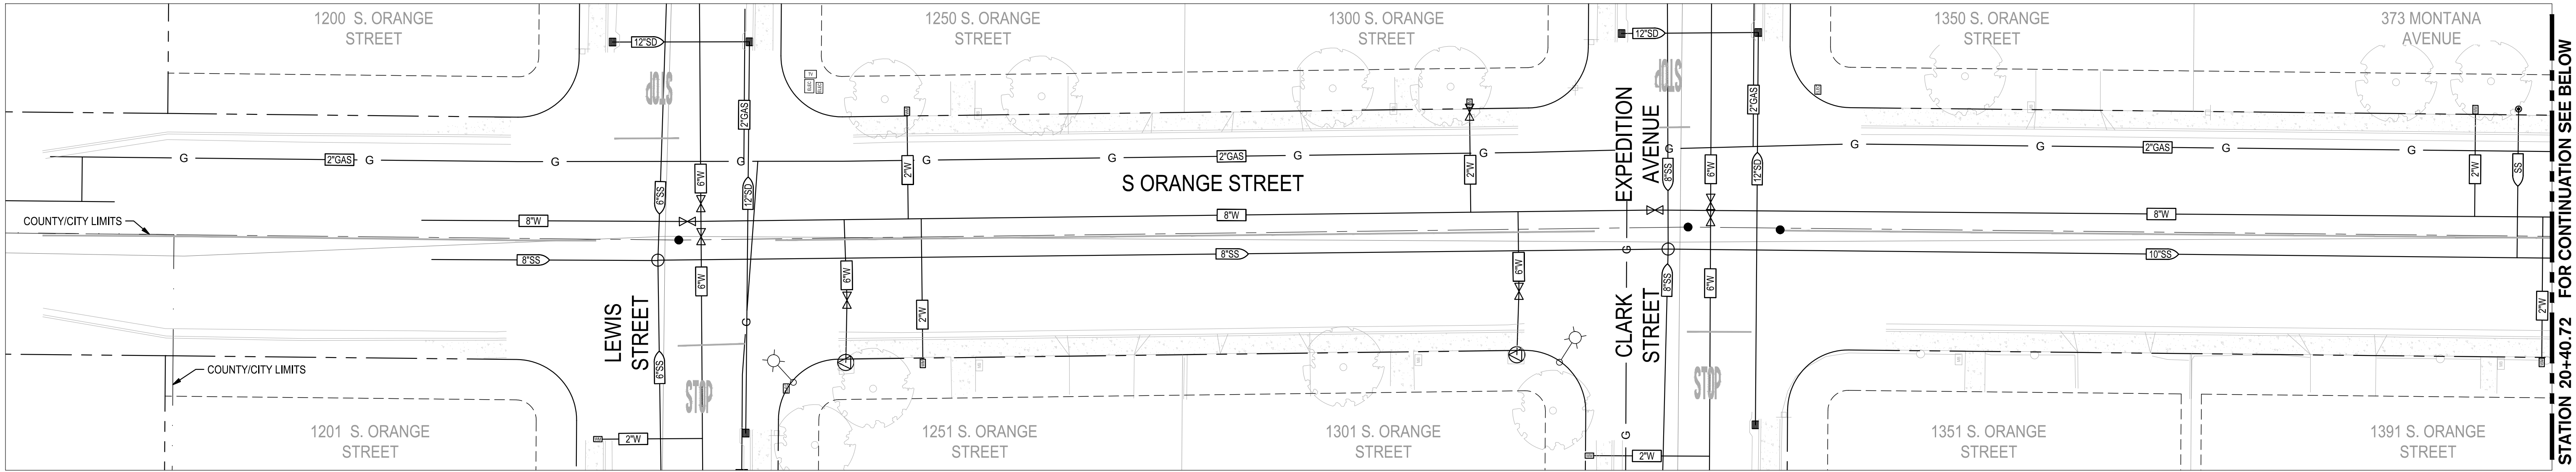 1200 S. ORANGE
STREET
1250 S. ORANGE
STREET
1300 S. ORANGE
STREET
1350 S. ORANGE
STREET
373 MONTANA
AVENUE
12"SD
12"SD
STOP
STOP
TV
ELEC
ELEC
2"GAS
2"GAS
EXPEDITION
AVENUE
G
2"GAS
G
G
G
G
G
2"GAS
G
G
G
G
2"GAS
G
G
2"W
2"W
2"W
SS
6"SS
6"W
12"SD
8"SS
6"W
12"SD
S ORANGE STREET
COUNTY/CITY LIMITS
8"W
8"W
8"W
8"SS
8"SS
10"SS
G
6"W
6"W
6"W
8"SS
6"W
2"W
2"W
G
LEWIS
STREET
CLARK
STREET
COUNTY/CITY LIMITS
6"SS
STOP
STOP
1201 S. ORANGE
STREET
1251 S. ORANGE
STREET
1301 S. ORANGE
STREET
1351 S. ORANGE
STREET
1391 S. ORANGE
STREET
2"W
G
2"W
STATION 20+40.72 FOR CONTINUATION SEE BELOW